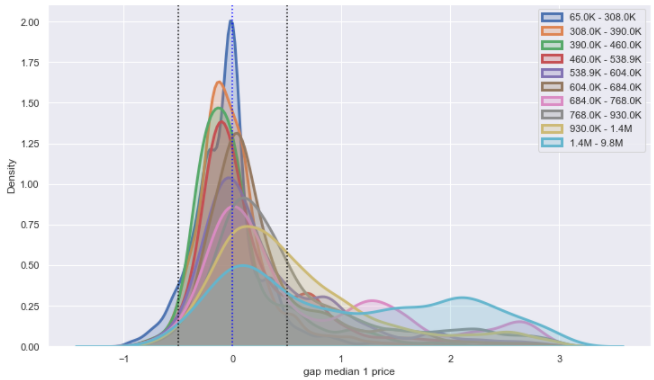 2.00
1.75
1.50
1.25
1.00
0.75
0.50
0.25
0.00
Density
−1
0
1
2
3
gap median 1 price
65.0K - 308.0K
308.0K - 390.0K
390.0K - 460.0K
460.0K - 538.9K
538.9K - 604.0K
604.0K - 684.0K
684.0K - 768.0K
768.0K - 930.0K
930.0K - 1.4M
1.4M - 9.8M